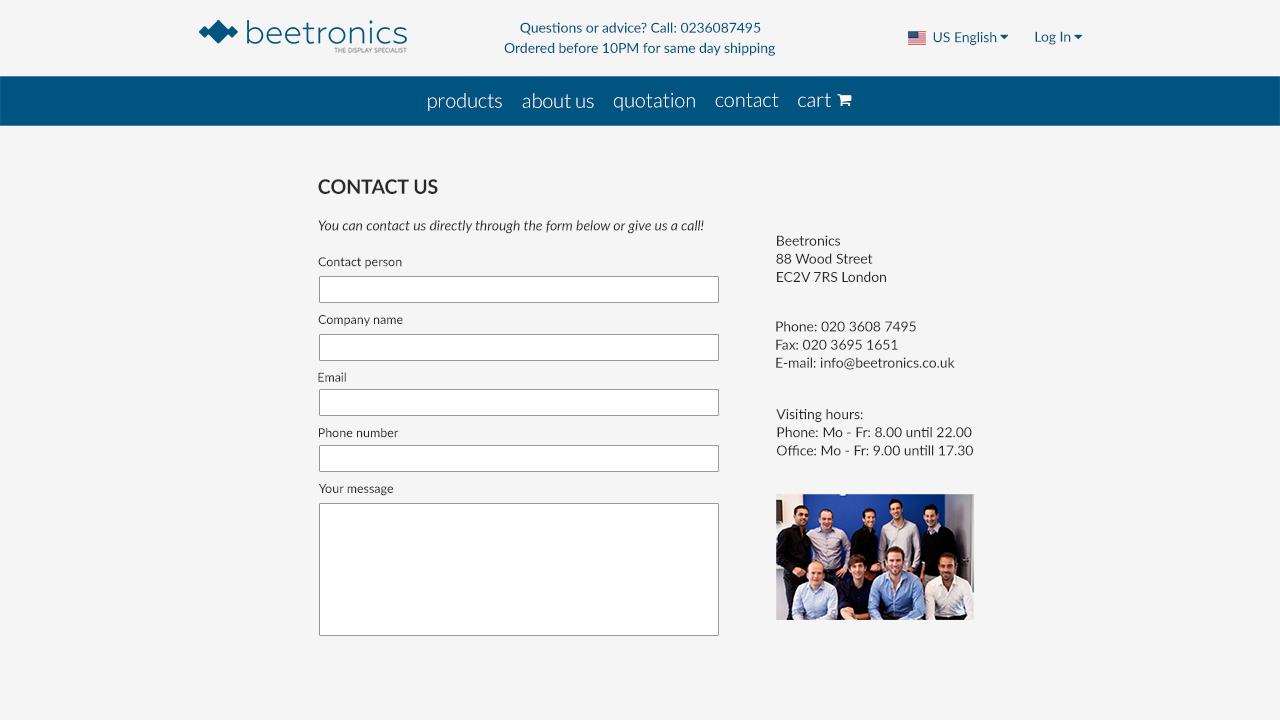 beetronics
THE DISPLAY SPECIALIST
Questions or advice? Call: 0236087495
Ordered before 10PM for same day shipping
US English
Log In
products about us quotation contact cart
CONTACT US
You can contact us directly through the form below or give us a call!
Contact person
Company name
Email
Phone number
Your message
Beetronics
88 Wood Street
EC2V 7RS London
Phone: 020 3608 7495
Fax: 020 3695 1651
E-mail: info@beetronics.co.uk
Visiting hours:
Phone: Mo - Fr: 8.00 until 22.00
Office: Mo - Fr: 9.00 untill 17.30